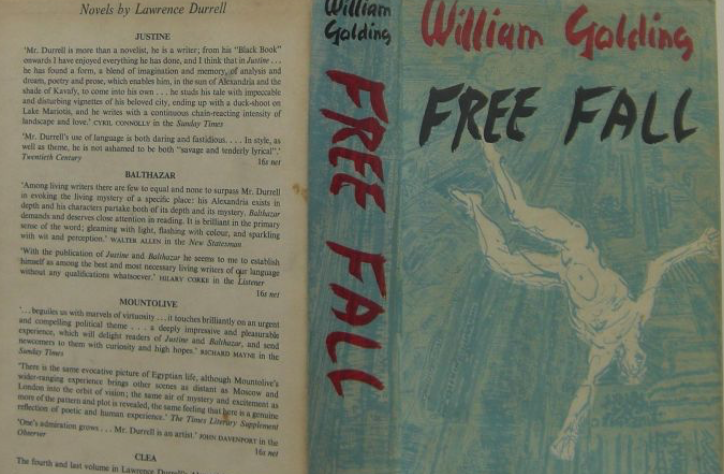 Novels by Lawrence Durrell
JUSTINE
'Mr. Durrell is more than a novelist, he is a writer; from his "Black Book"
onwards I have enjoyed everything he has done, and I think that in Justine ...
he has found a form, a blend of imagination and memory, of analysis and
dream, poetry and prose, which enables him, in the sun of Alexandria and the
shade of Kavafy, to come into his own ... he studs his tale with impeccable
and disturbing vignettes of his beloved city, ending up with a duck-shoot on
Lake Mariotis, and he writes with a continuous chain-reacting intensity of
landscape and love.' CYRIL CONNOLLY in the Sunday Times
'Mr. Durrell's use of language is both daring and fastidious. ... In style, as
well as theme, he is not ashamed to be both "savage and tenderly lyrical".'
Twentieth Century
16s net
BALTHAZAR
'Among living writers there are few to equal and none to surpass Mr. Durrell
in evoking the living mystery of a specific place: his Alexandria exists in
depth and his characters partake both of its depth and its mystery. Balthazar
demands and deserves close attention in reading. It is brilliant in the primary
sense of the word; gleaming with light, flashing with colour, and sparkling
with wit and perception.' WALTER ALLEN in the New Statesman
'With the publication of Justine and Balthazar he seems to me to establish
himself as among the best and most necessary living writers of our language
without any qualifications whatsoever.' HILARY CORKE in the Listener
16s net
MOUNTOLIVE
'... beguiles us with marvels of virtuosity ... it touches brilliantly on an urgent
and compelling political theme ... a deeply impressive and pleasurable
experience, which will delight readers of Justine and Balthazar, and send
newcomers to them with curiosity and high hopes.' RICHARD MAYNE in the
Sunday Times
'There is the same evocative picture of Egyptian life, although Mountolive's
wider-ranging experience brings other scenes as distant as Moscow and
London into the orbit of vision; the same air of mystery and excitement as
more of the pattern and plot is revealed, the same feeling that here is a genuine
reflection of poetic and human experience.' The Times Literary Supplement
'One's admiration grows ... Mr. Durrell is an artist.' JOHN DAVENPORT in the
Observer
16s net
CLEA
The fourth and last volume in Lawrence Durrell's
William
Golding
FREE FALL
William Golding
FREE FALL